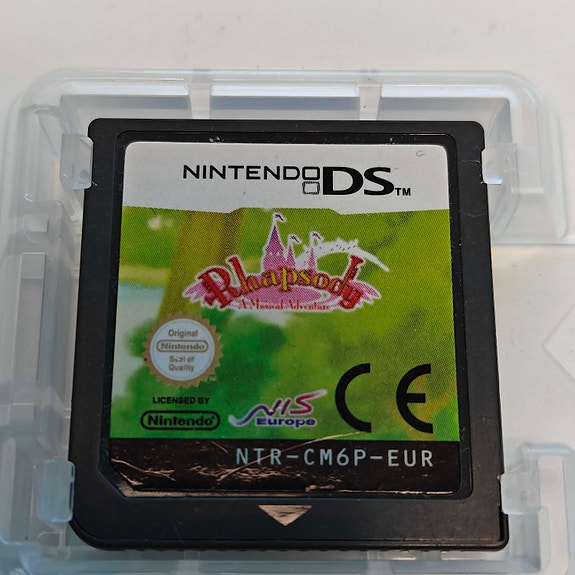 NINTENDO DS™
Rhapsody
A Musical Adventure
Original
Nintendo
Seal of
Quality
TM
LICENSED BY
Nintendo
NIS
Europe
CE
NTR-CM6P-EUR